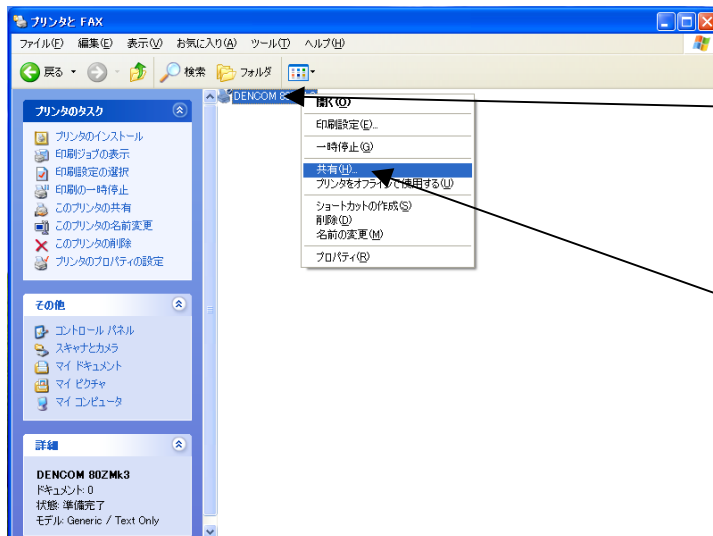 プリンタと FAX
ファイル(F) 編集(E) 表示(V) お気に入り(A) ツール(T) ヘルプ(H)
戻る 検索 フォルダ
プリンタのタスク
プリンタのインストール
印刷ジョブの表示
印刷設定の選択
印刷の一時停止
このプリンタの共有
このプリンタの名前変更
このプリンタの削除
プリンタのプロパティの設定
その他
コントロール パネル
スキャナとカメラ
マイ ドキュメント
マイ ピクチャ
マイ コンピュータ
詳細
DENCOM 80ZMk3
ドキュメント: 0
状態: 準備完了
モデル: Generic / Text Only
DENCOM
開く(O)
印刷設定(E)...
一時停止(G)
共有(H)...
プリンタをオフラインで使用する(U)
ショートカットの作成(S)
削除(D)
名前の変更(M)
プロパティ(R)